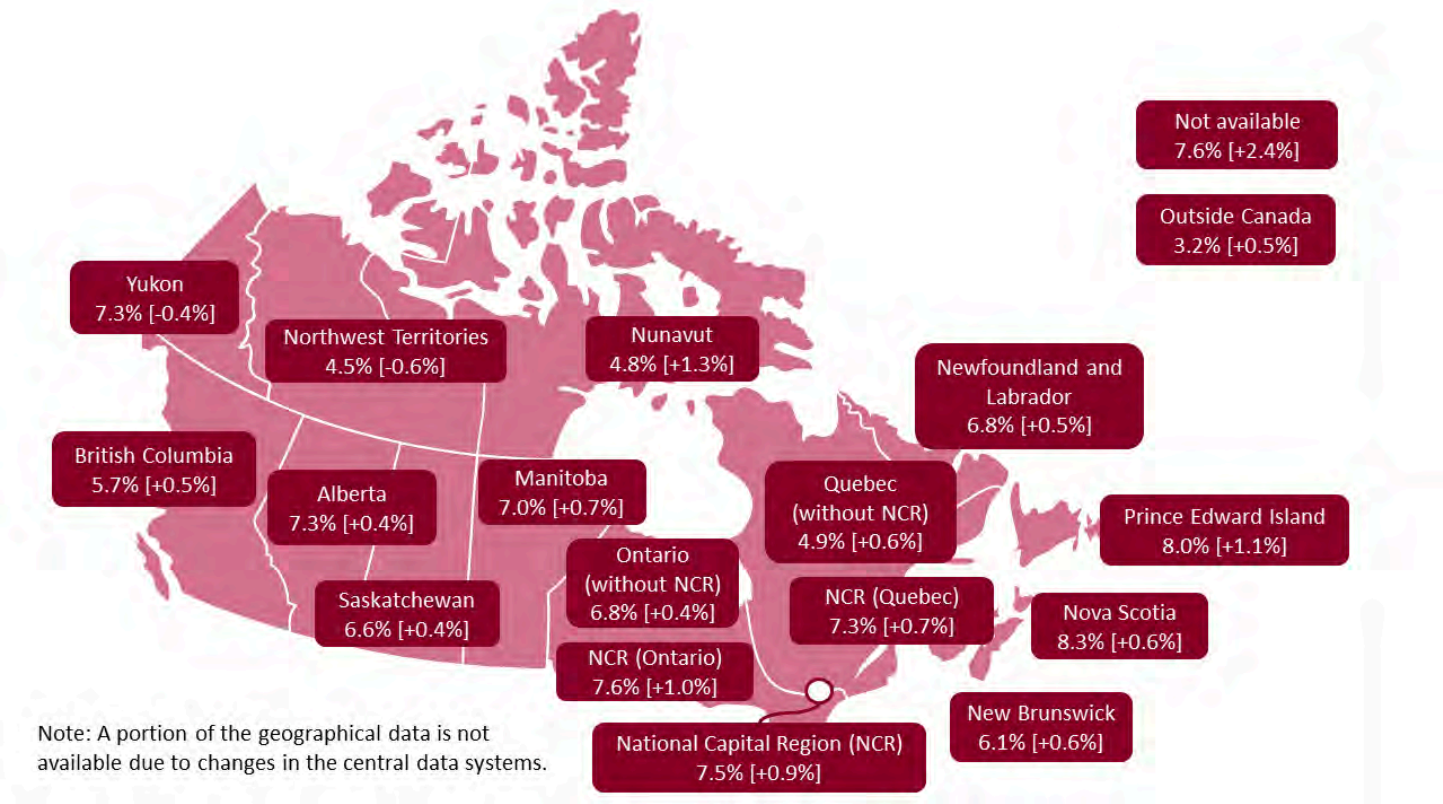 Not available
7.6% [+2.4%]
Outside Canada
3.2% [+0.5%]
Yukon
7.3% [-0.4%]
Northwest Territories
4.5% [-0.6%]
Nunavut
4.8% [+1.3%]
Newfoundland and
Labrador
6.8% [+0.5%]
British Columbia
5.7% [+0.5%]
Alberta
7.3% [+0.4%]
Manitoba
7.0% [+0.7%]
Quebec
(without NCR)
4.9% [+0.6%]
Prince Edward Island
8.0% [+1.1%]
Ontario
(without NCR)
6.8% [+0.4%]
Saskatchewan
6.6% [+0.4%]
NCR (Quebec)
7.3% [+0.7%]
Nova Scotia
8.3% [+0.6%]
NCR (Ontario)
7.6% [+1.0%]
New Brunswick
6.1% [+0.6%]
National Capital Region (NCR)
7.5% [+0.9%]
Note: A portion of the geographical data is not
available due to changes in the central data systems.